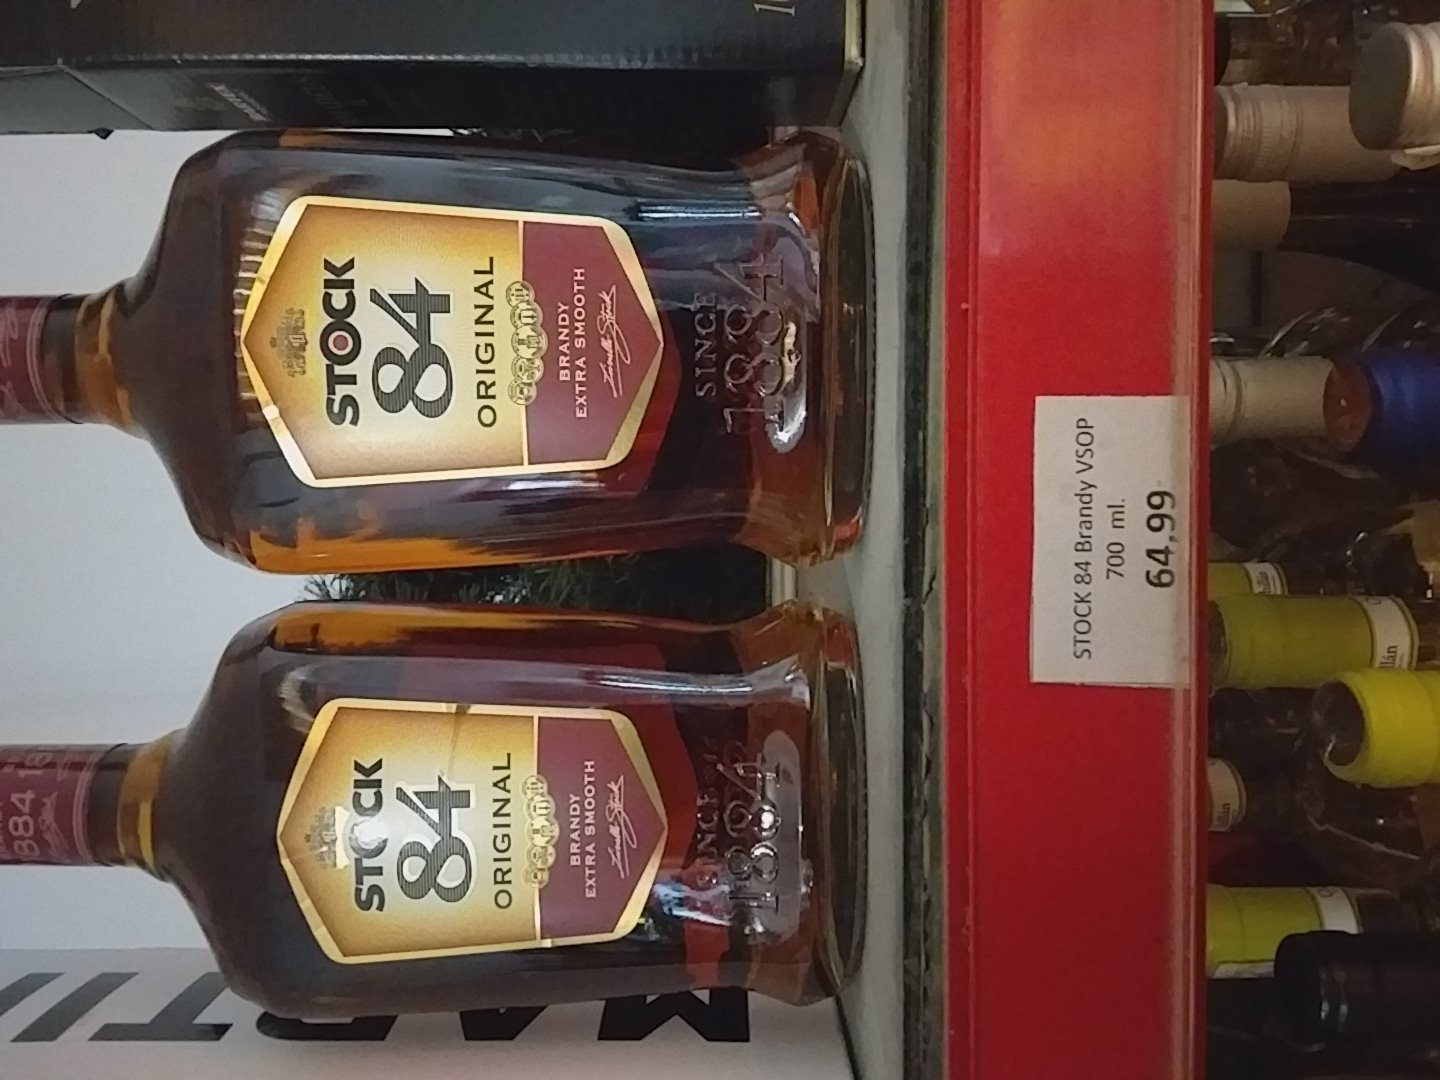 STOCK
84
ORIGINAL
BRANDY
EXTRA SMOOTH
SINCE
1884
884
STOCK
84
ORIGINAL
BRANDY
EXTRA SMOOTH
SINCE
1884
STOCK 84 Brandy VSOP
700 ml.
64,99